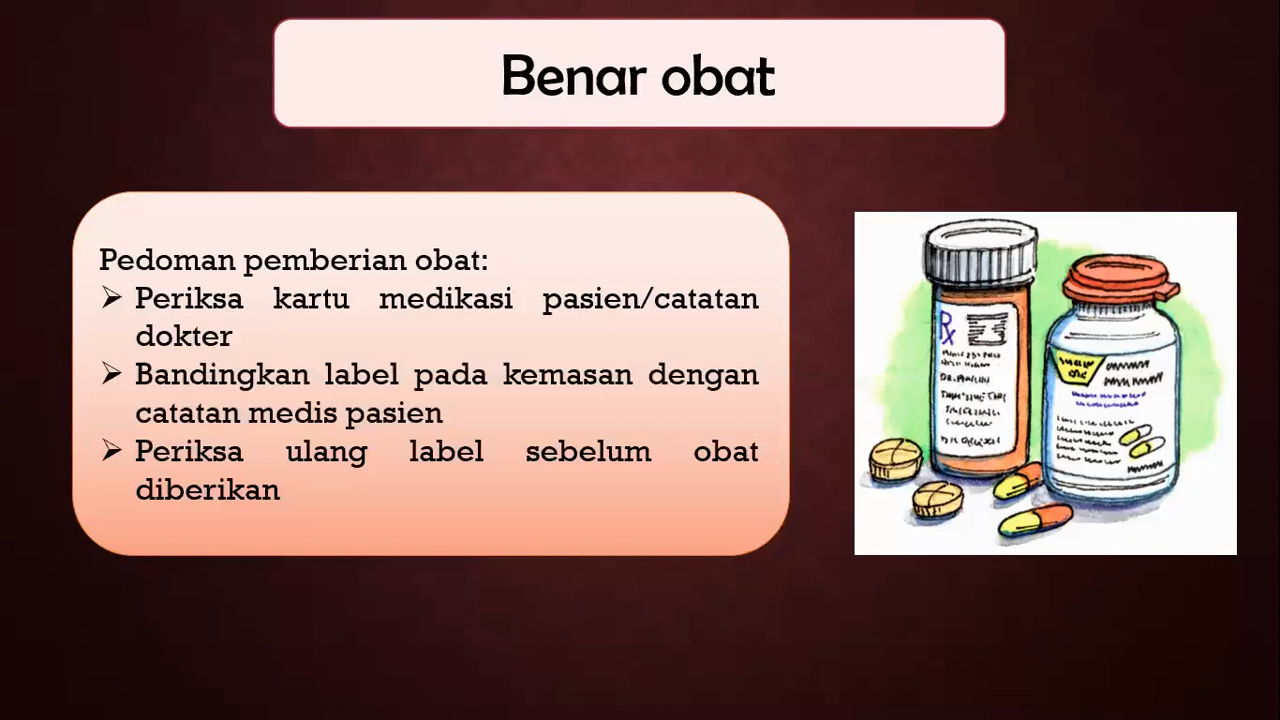 Benar obat
Pedoman pemberian obat:
➢ Periksa kartu medikasi pasien/catatan
dokter
➢ Bandingkan label pada kemasan dengan
catatan medis pasien
➢ Periksa ulang label sebelum obat
diberikan
Rx